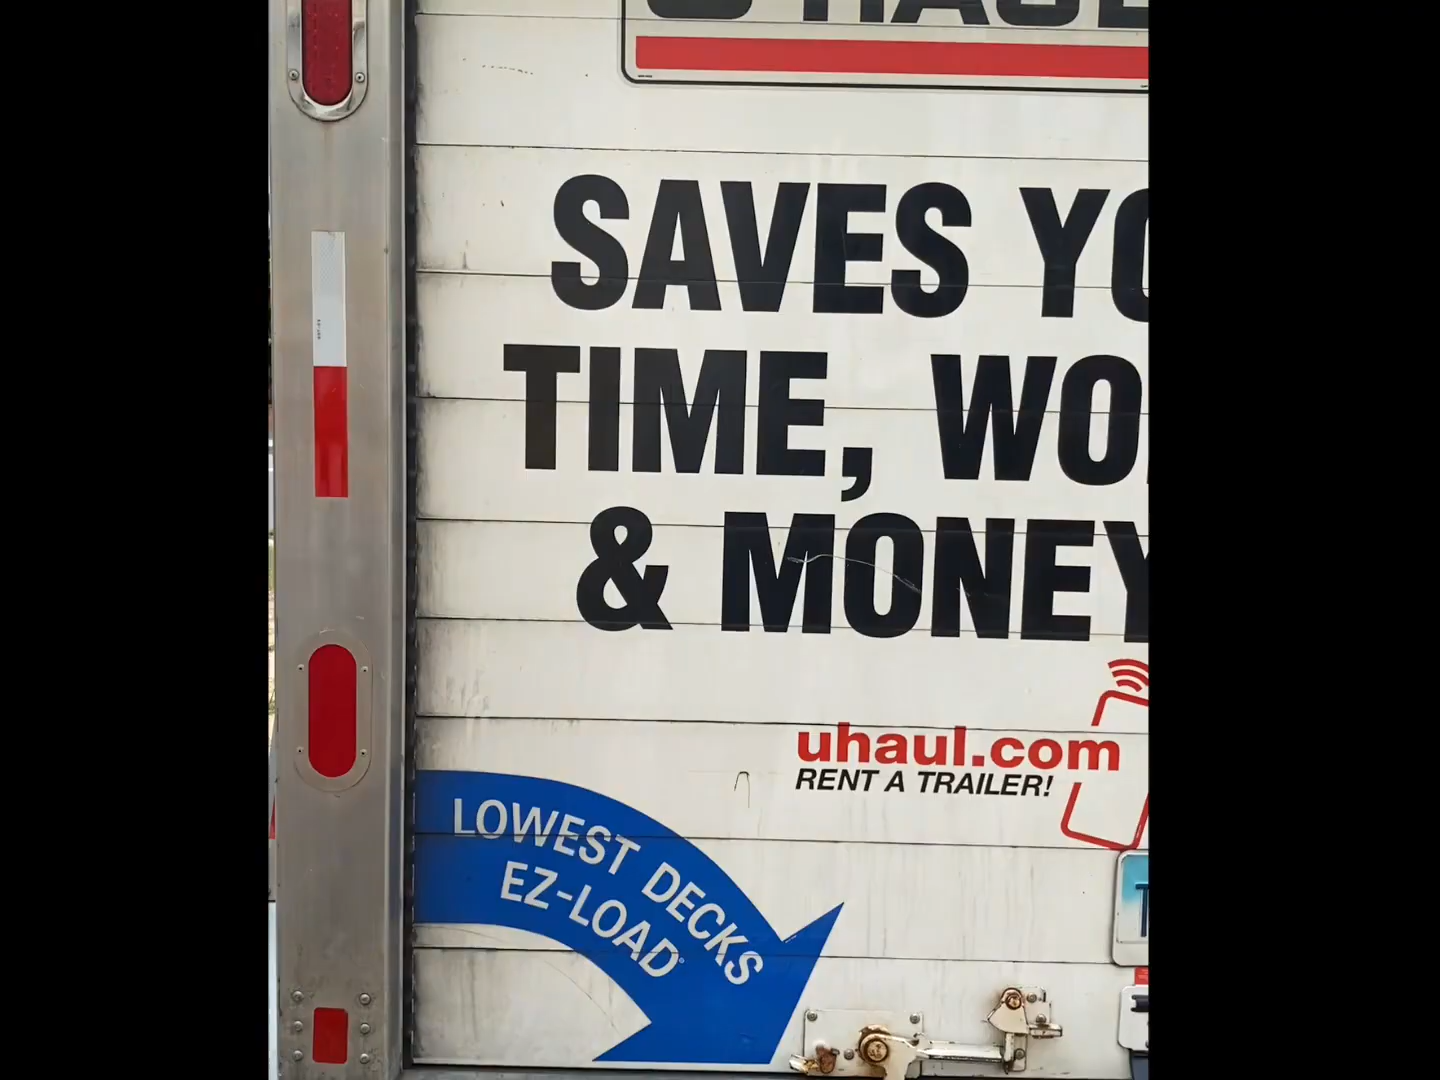 SAVES YO
TIME, WO
& MONEY
uhaul.com
RENT A TRAILER!
LOWEST DECKS
EZ-LOAD